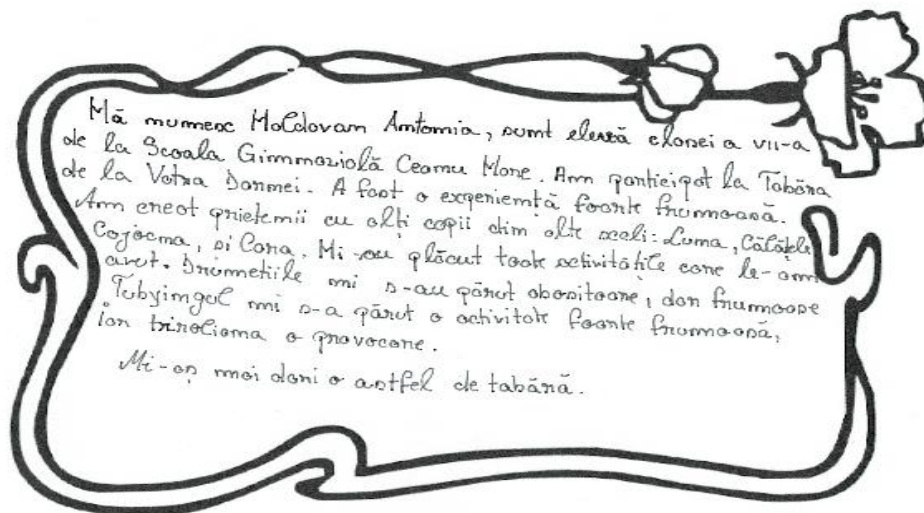 Mă numesc Moldovan Antonia, sunt elevă clasei a VII-a
de la Școala Gimnazială Ceanu Mare. Am participat la Tabăra
de la Vatra Dornei. A fost o experiență foarte frumoasă.
Am creat prietenii cu alți copii din alte școli: Luna, Călățele
Cojocna, și Cara. Mi-au plăcut toate activitățile care le-am
avut. Drumețiile mi s-au părut obositoare, dar frumoase
Tubyingul mi s-a părut o activitate foarte frumoasă,
iar tiroliana o provocare.
Mi-aș mai dori o astfel de tabără.